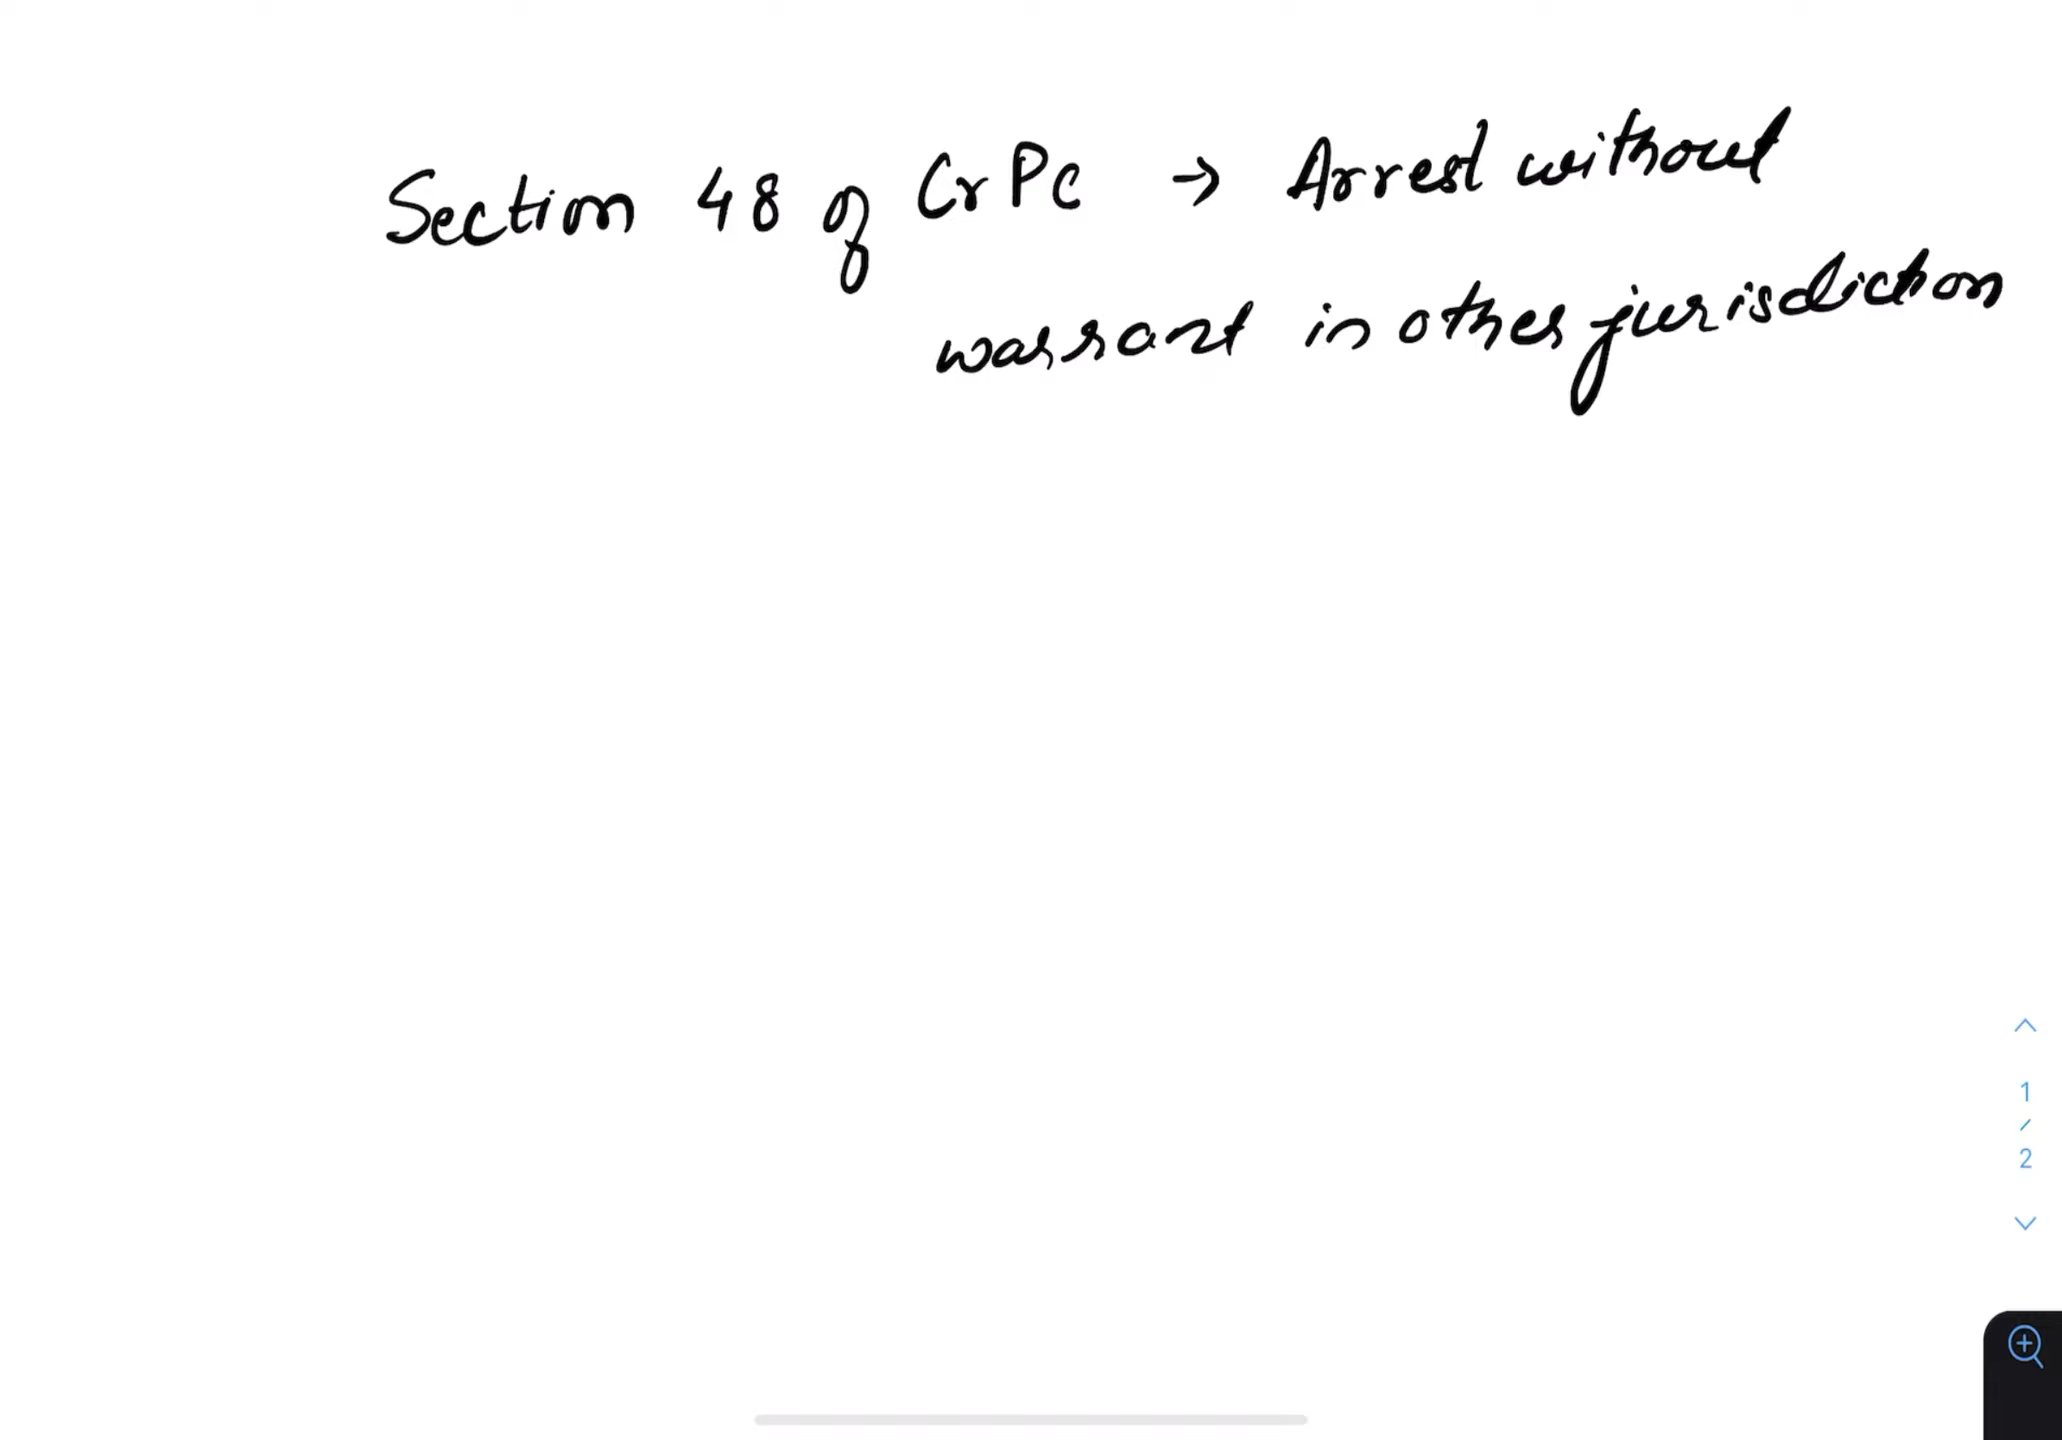 Section 48 of CrPC → Arrest without
warrant in other jurisdiction
1
/
2